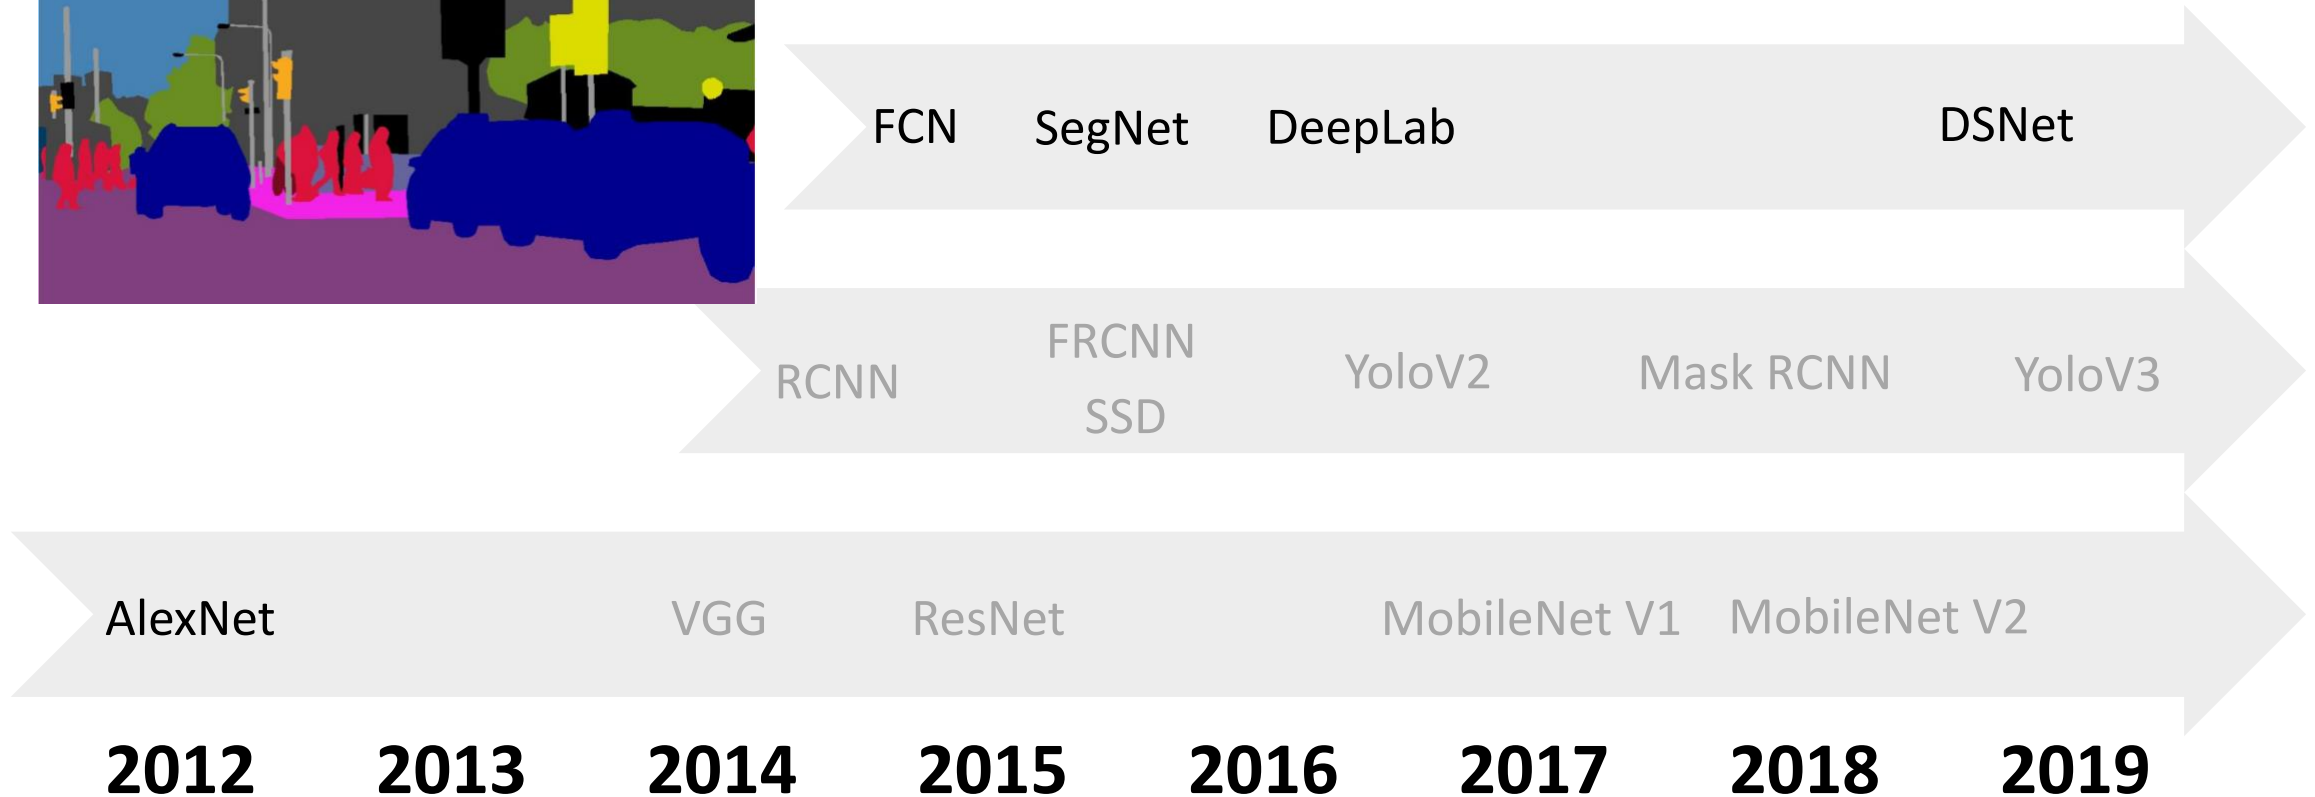 FCN SegNet DeepLab DSNet
FRCNN
RCNN YoloV2 Mask RCNN YoloV3
SSD
AlexNet VGG ResNet MobileNet V1 MobileNet V2
2012 2013 2014 2015 2016 2017 2018 2019